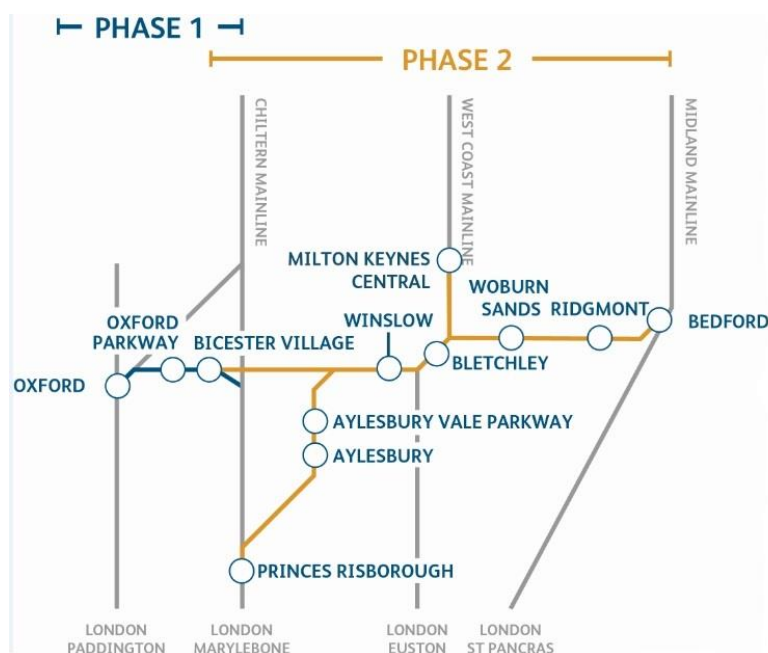 PHASE 1
PHASE 2
CHILTERN MAINLINE
WEST COAST MAINLINE
MIDLAND MAINLINE
MILTON KEYNES
CENTRAL
WOBURN
SANDS
RIDGMONT
BEDFORD
OXFORD
PARKWAY
BICESTER VILLAGE
WINSLOW
BLETCHLEY
OXFORD
AYLESBURY VALE PARKWAY
AYLESBURY
PRINCES RISBOROUGH
LONDON
PADDINGTON
LONDON
MARYLEBONE
LONDON
EUSTON
LONDON
ST PANCRAS